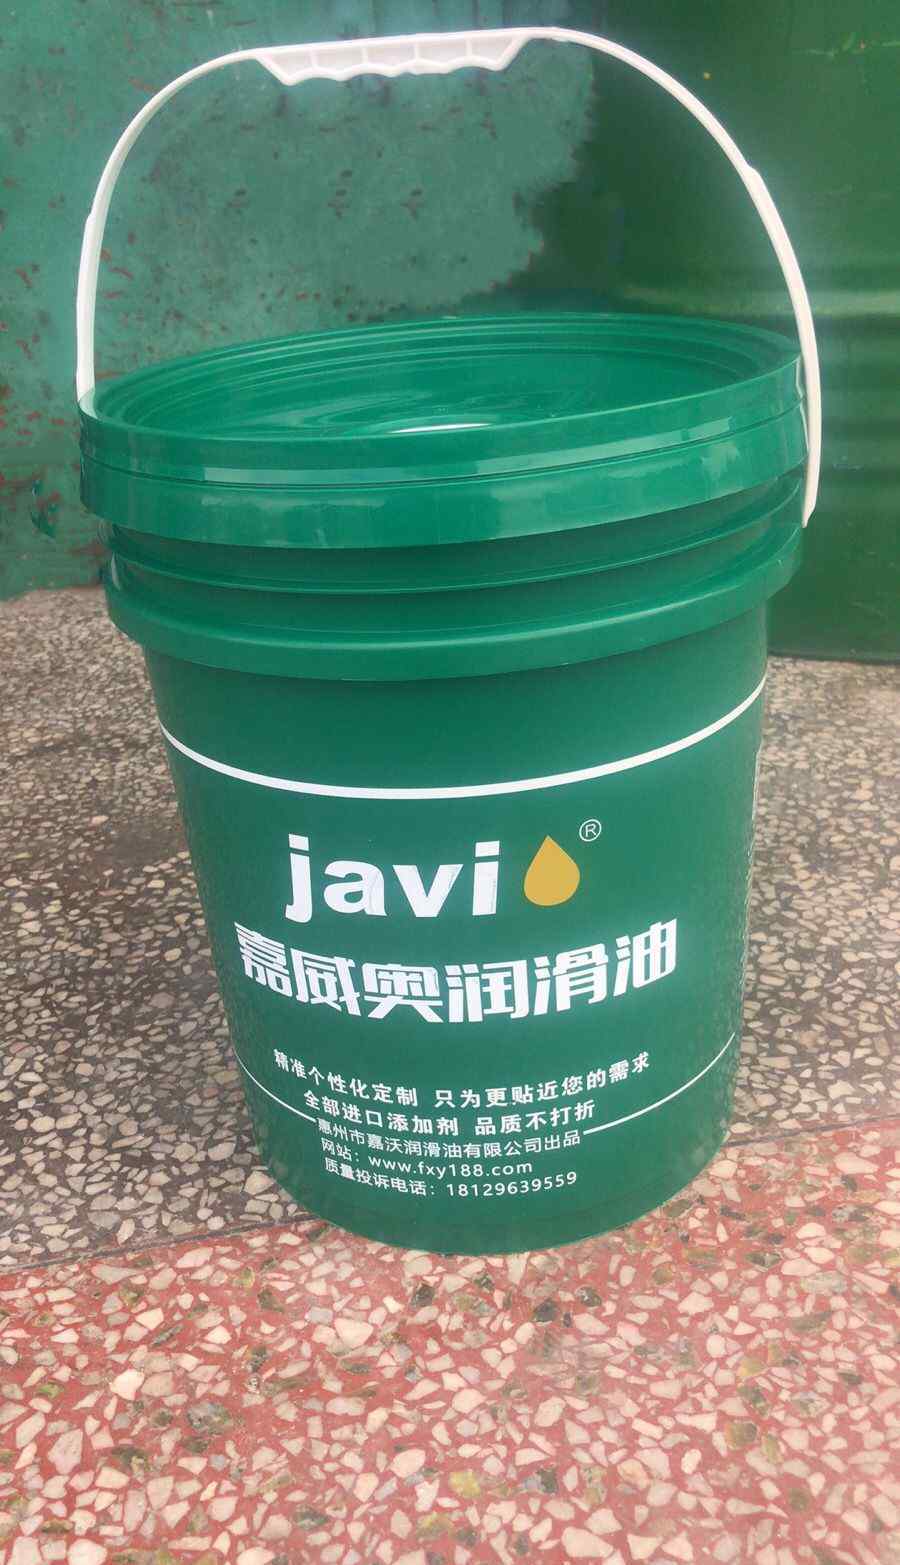 javi ®
嘉威奥润滑油
精准个性化定制 只为更贴近您的需求
全部进口添加剂 品质不打折
惠州市嘉沃润滑油有限公司出品
网站：www.fxy188.com
质量投诉电话：18129639559